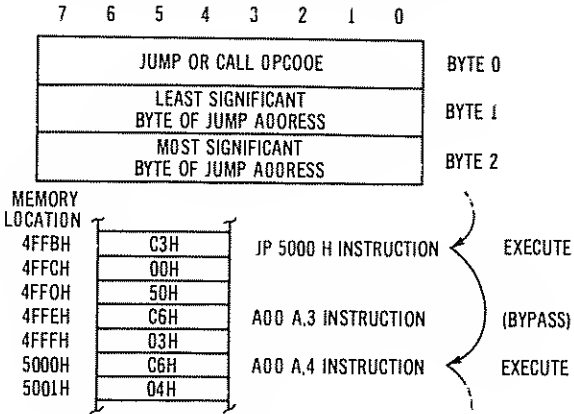 7 6 5 4 3 2 1 0
JUMP OR CALL OPCOOE BYTE 0
LEAST SIGNIFICANT
BYTE OF JUMP AOORESS BYTE 1
MOST SIGNIFICANT
BYTE OF JUMP AOORESS BYTE 2
MEMORY
LOCATION
4FFBH C3H JP 5000 H INSTRUCTION EXECUTE
4FFCH 00H
4FFOH 50H
4FFEH C6H AOO A,3 INSTRUCTION (BYPASS)
4FFFH 03H
5000H C6H AOO A,4 INSTRUCTION EXECUTE
5001H 04H